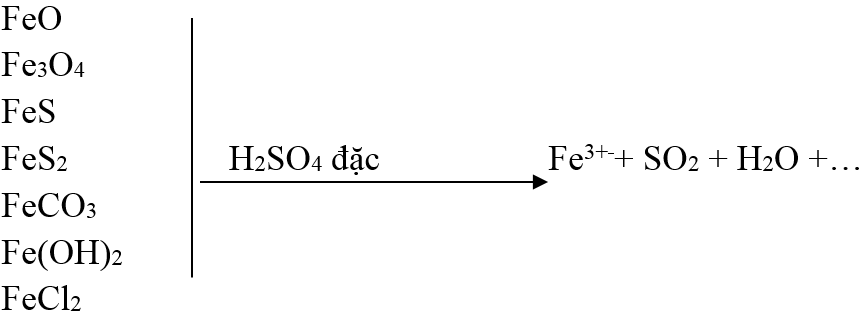 FeO
Fe3O4
FeS
FeS2
H2SO4 đặc
Fe3+-+ SO2 + H2O +…
FeCO3
Fe(OH)2
FeCl2